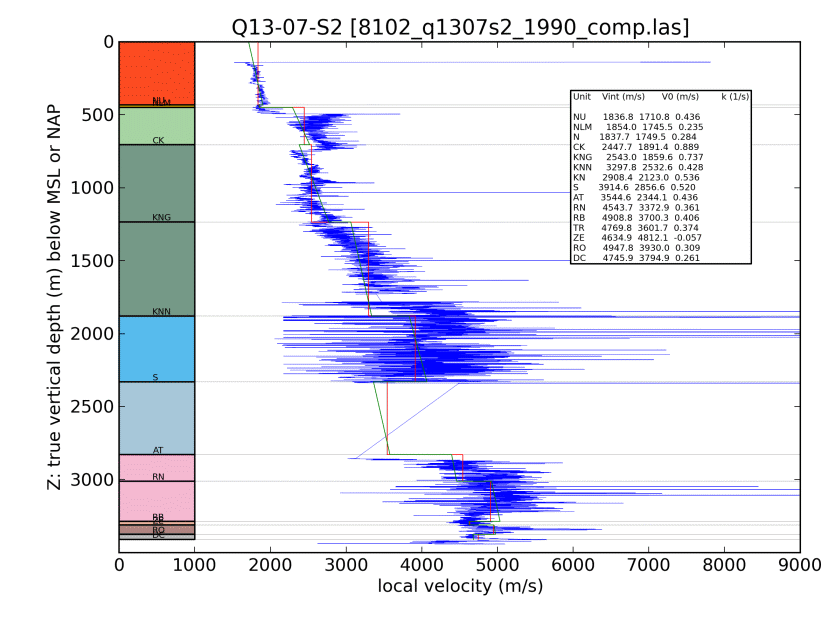 Q13-07-S2 [8102_q1307s2_1990_comp.las]
Z: true vertical depth (m) below MSL or NAP
0
500
1000
1500
2000
2500
3000
NU
NLM
CK
KNG
KNN
S
AT
RN
RB
RO
DC
Unit Vint (m/s) V0 (m/s) k (1/s)
NU 1836.8 1710.8 0.436
NLM 1854.0 1745.5 0.235
N 1837.7 1749.5 0.284
CK 2447.7 1891.4 0.889
KNG 2543.0 1859.6 0.737
KNN 3297.8 2532.6 0.428
KN 2908.4 2123.0 0.536
S 3914.6 2856.6 0.520
AT 3544.6 2344.1 0.436
RN 4543.7 3372.9 0.361
RB 4908.8 3700.3 0.406
TR 4769.8 3601.7 0.374
ZE 4634.9 4812.1 -0.057
RO 4947.8 3930.0 0.309
DC 4745.9 3794.9 0.261
0 1000 2000 3000 4000 5000 6000 7000 8000 9000
local velocity (m/s)